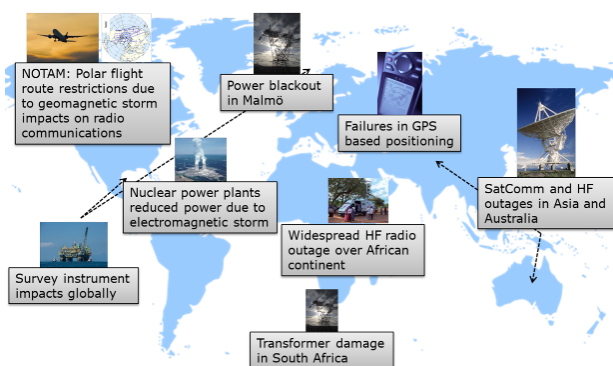 NOTAM: Polar flight
route restrictions due
to geomagnetic storm
impacts on radio
communications
Power blackout
in Malmö
Failures in GPS
based positioning
Nuclear power plants
reduced power due to
electromagnetic storm
SatComm and HF
outages in Asia and
Australia
Widespread HF radio
outage over African
continent
Survey instrument
impacts globally
Transformer damage
in South Africa